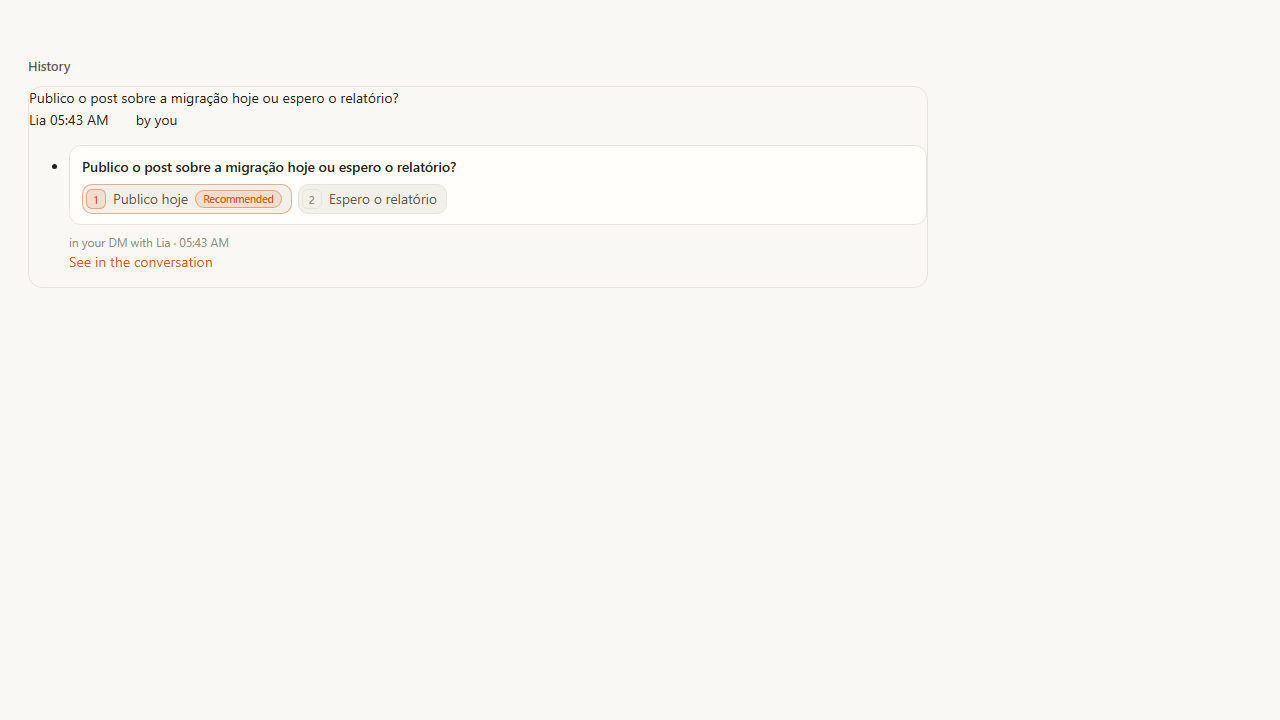 History
Publico o post sobre a migração hoje ou espero o relatório?
Lia 05:43 AM by you
Publico o post sobre a migração hoje ou espero o relatório?
1 Publico hoje Recommended 2 Espero o relatório
in your DM with Lia · 05:43 AM
See in the conversation